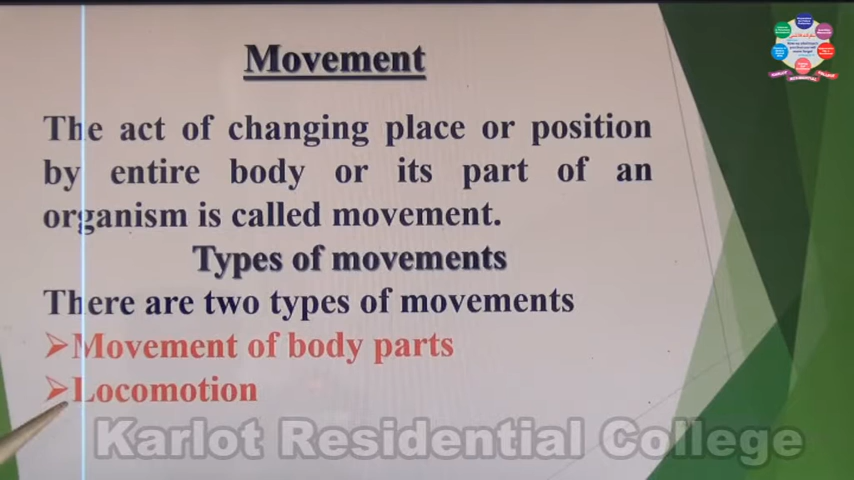 Movement
The act of changing place or position
by entire body or its part of an
organism is called movement.
Types of movements
There are two types of movements
➢Movement of body parts
➢Locomotion
Karlot Residential College